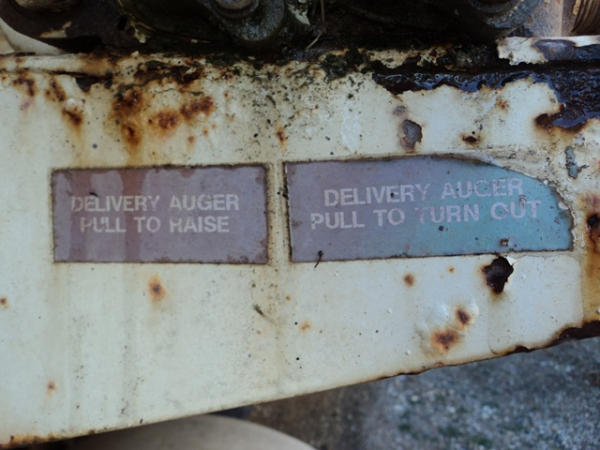 DELIVERY AUGER
PULL TO RAISE
DELIVERY AUGER
PULL TO TURN OUT